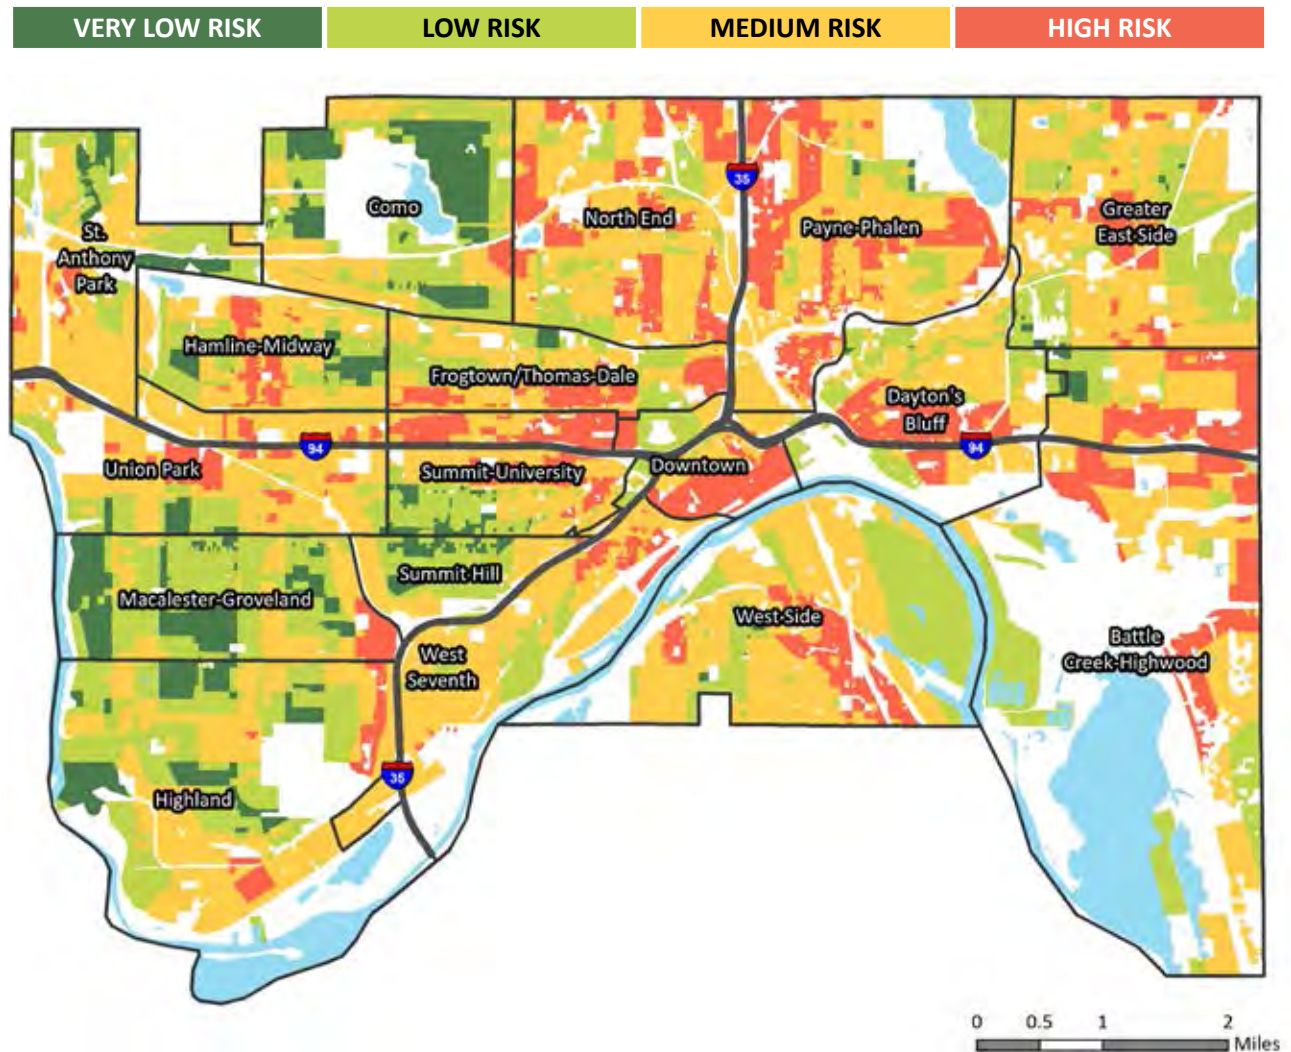 VERY LOW RISK LOW RISK MEDIUM RISK HIGH RISK
35
Como
North End
Payne-Phalen
Greater
East-Side
St.
Anthony
Park
Hamline-Midway
Frogtown/Thomas-Dale
Dayton's
Bluff
94
94
Union Park
Summit-University
Downtown
Summit-Hill
Macalester-Groveland
West-Side
West
Seventh
Battle
Creek-Highwood
35
Highland
0 0.5 1 2
Miles